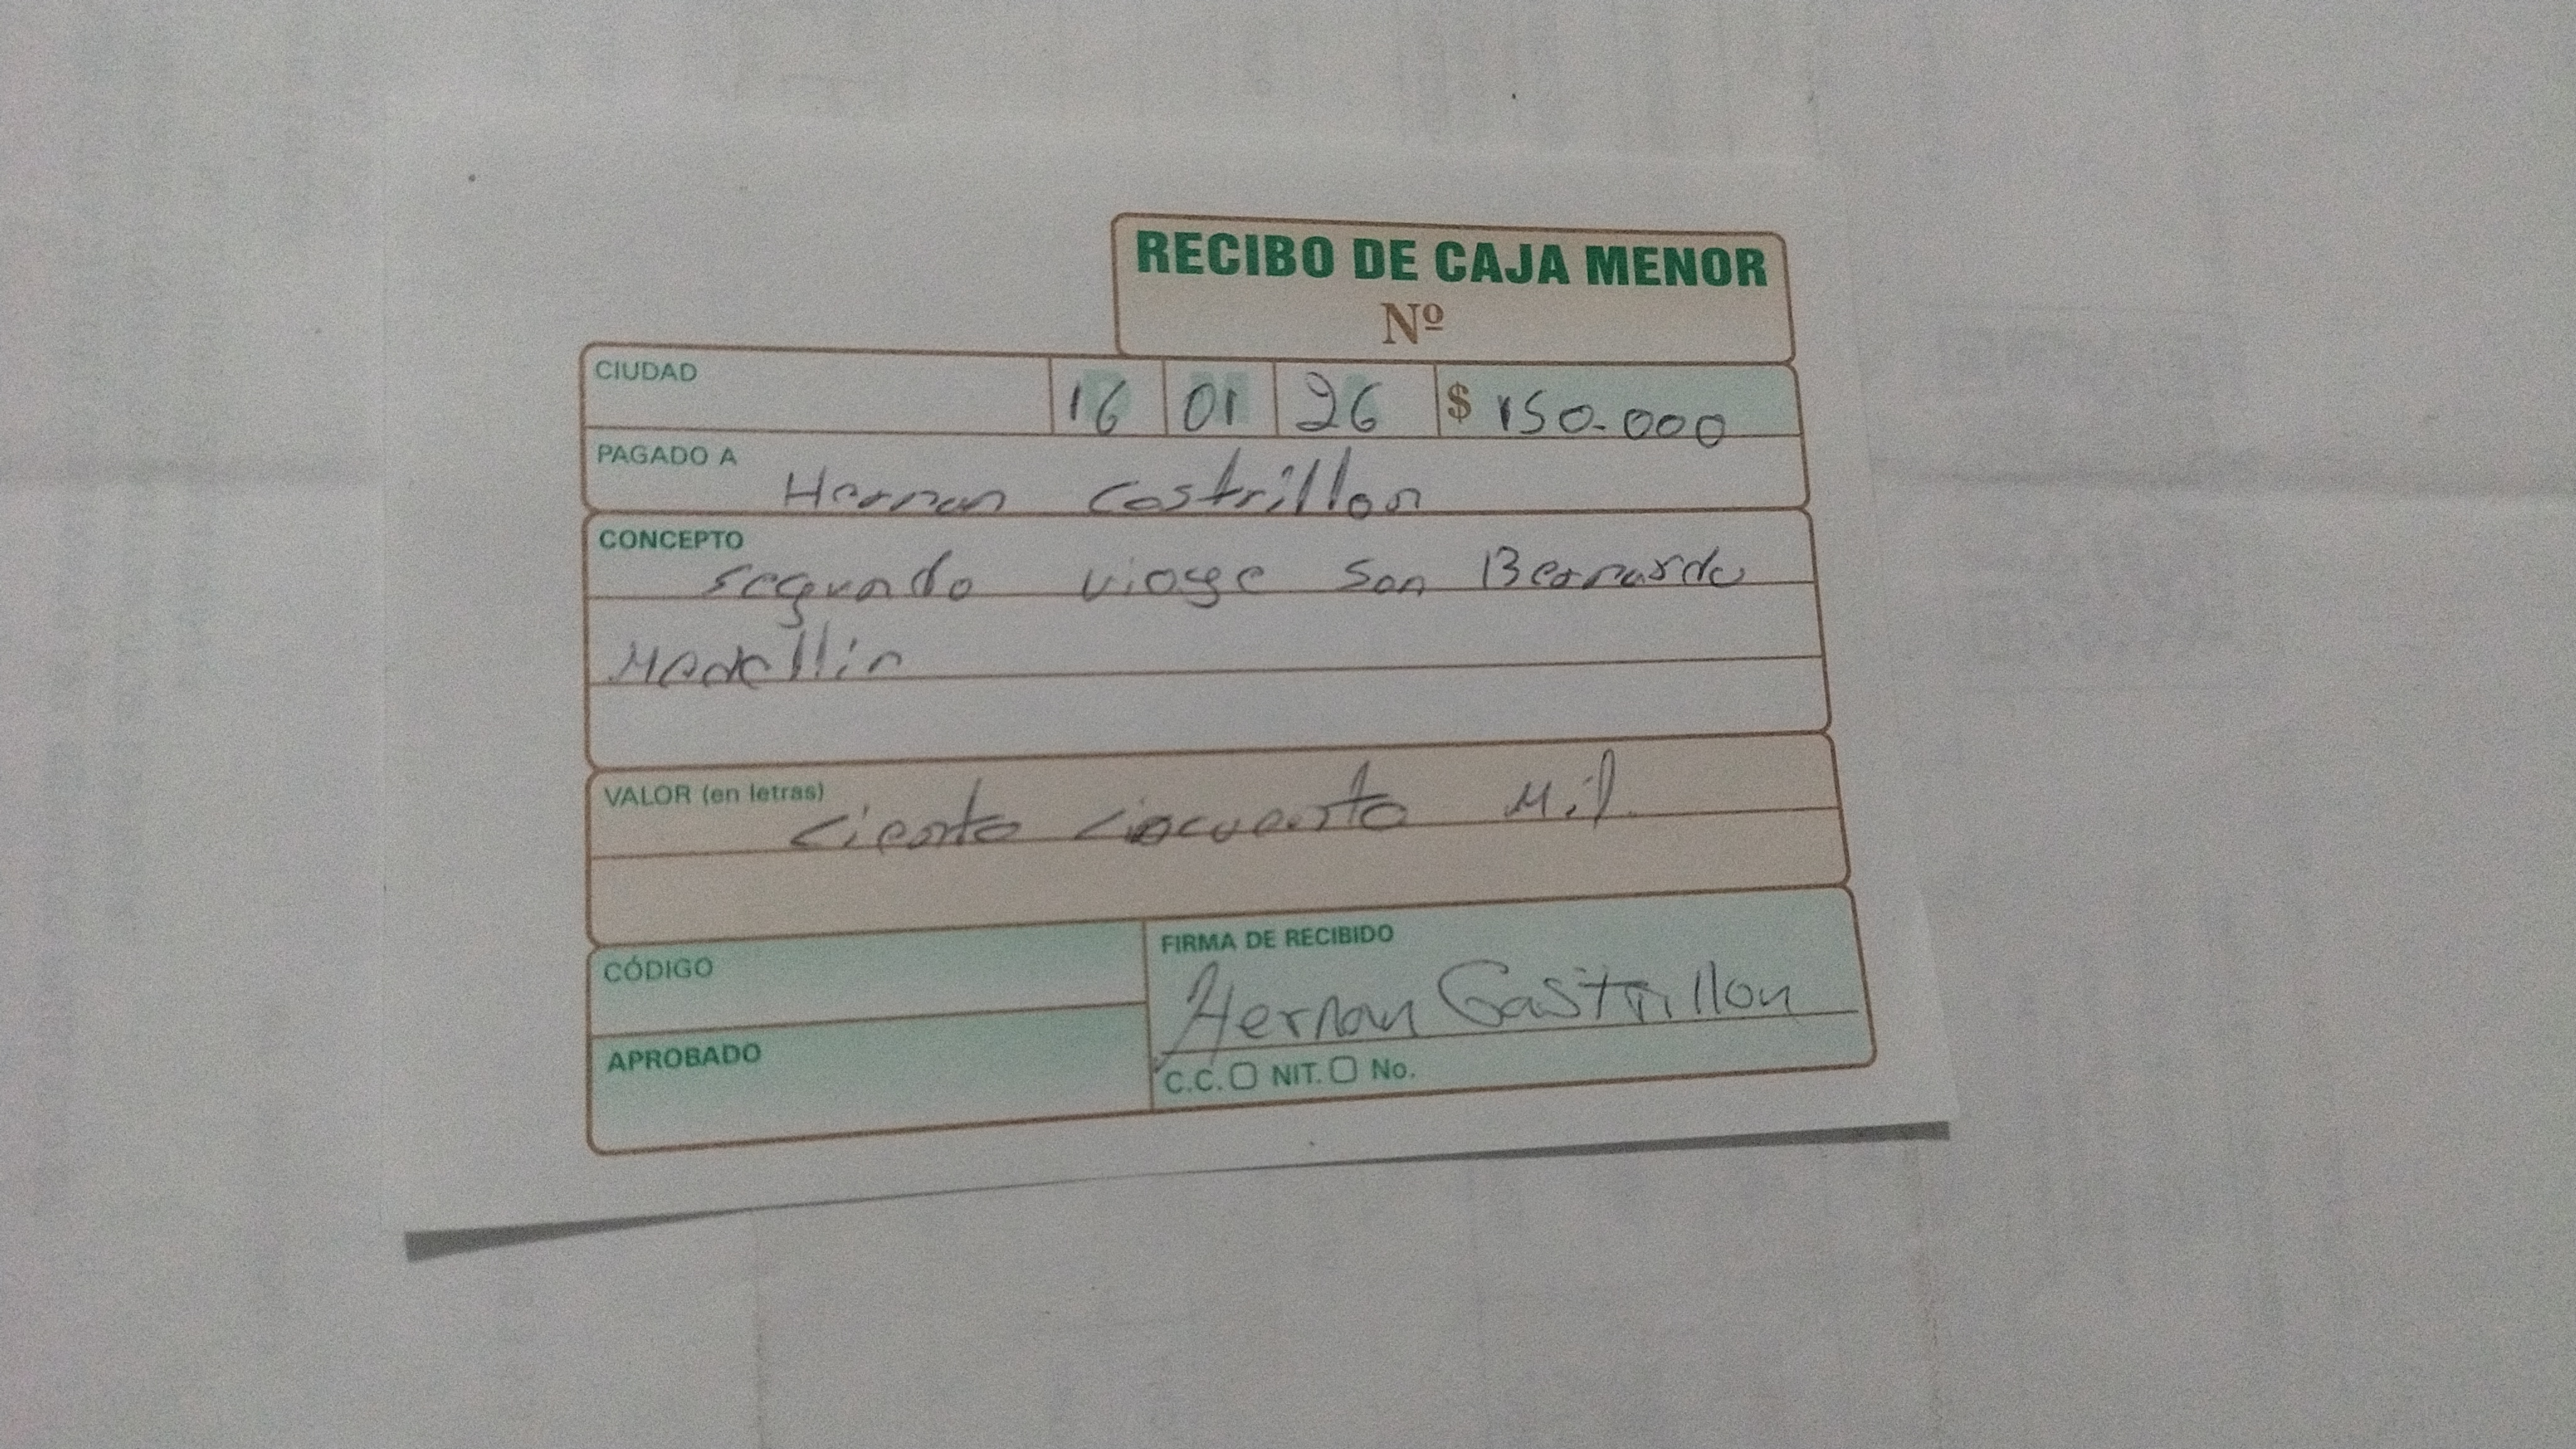 RECIBO DE CAJA MENOR
Nº
CIUDAD 16 01 26 $ 150.000
PAGADO A Hernan Castrillon
CONCEPTO
segundo viage San Bernardo
Medellin
VALOR (en letras) Ciento cincuenta Mil
CÓDIGO
FIRMA DE RECIBIDO
Hernan Castrillon
APROBADO
C.C. NIT. No.